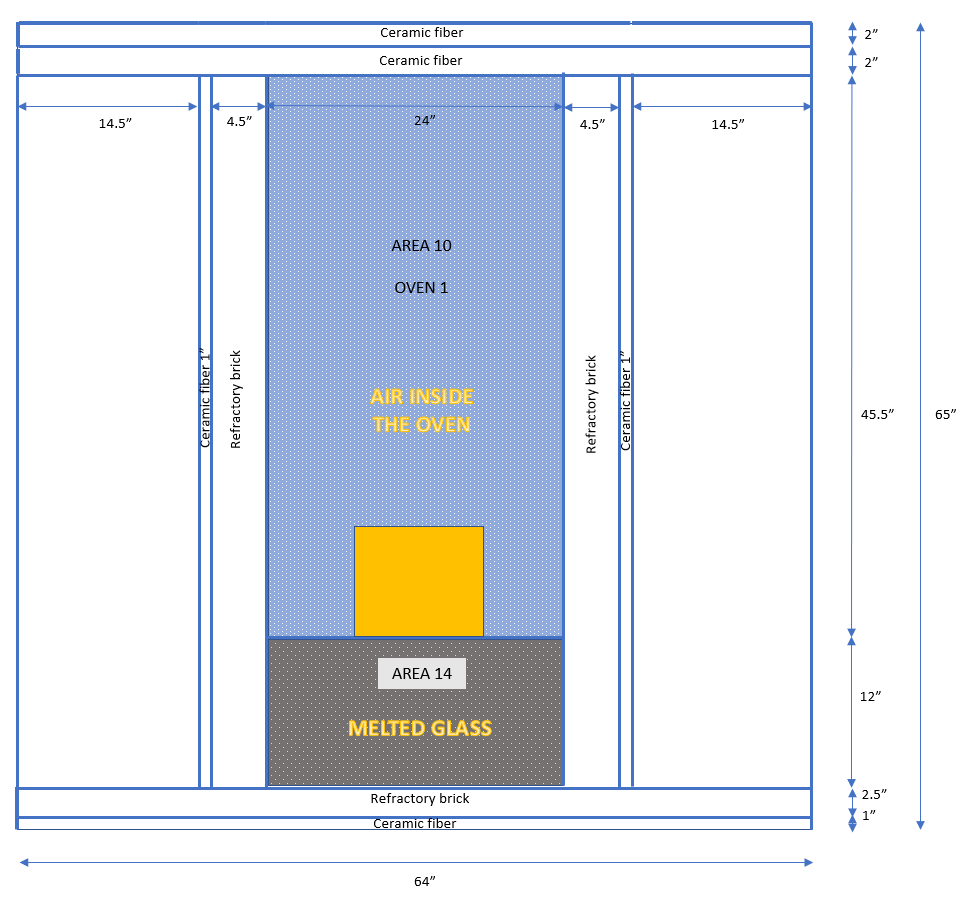 Ceramic fiber
2”
Ceramic fiber
2”
14.5”
4.5”
24”
4.5”
14.5”
AREA 10
OVEN 1
Ceramic fiber 1”
Refractory brick
AIR INSIDE
THE OVEN
Refractory brick
Ceramic fiber 1”
45.5”
65”
AREA 14
12”
MELTED GLASS
Refractory brick
2.5”
Ceramic fiber
1”
64”